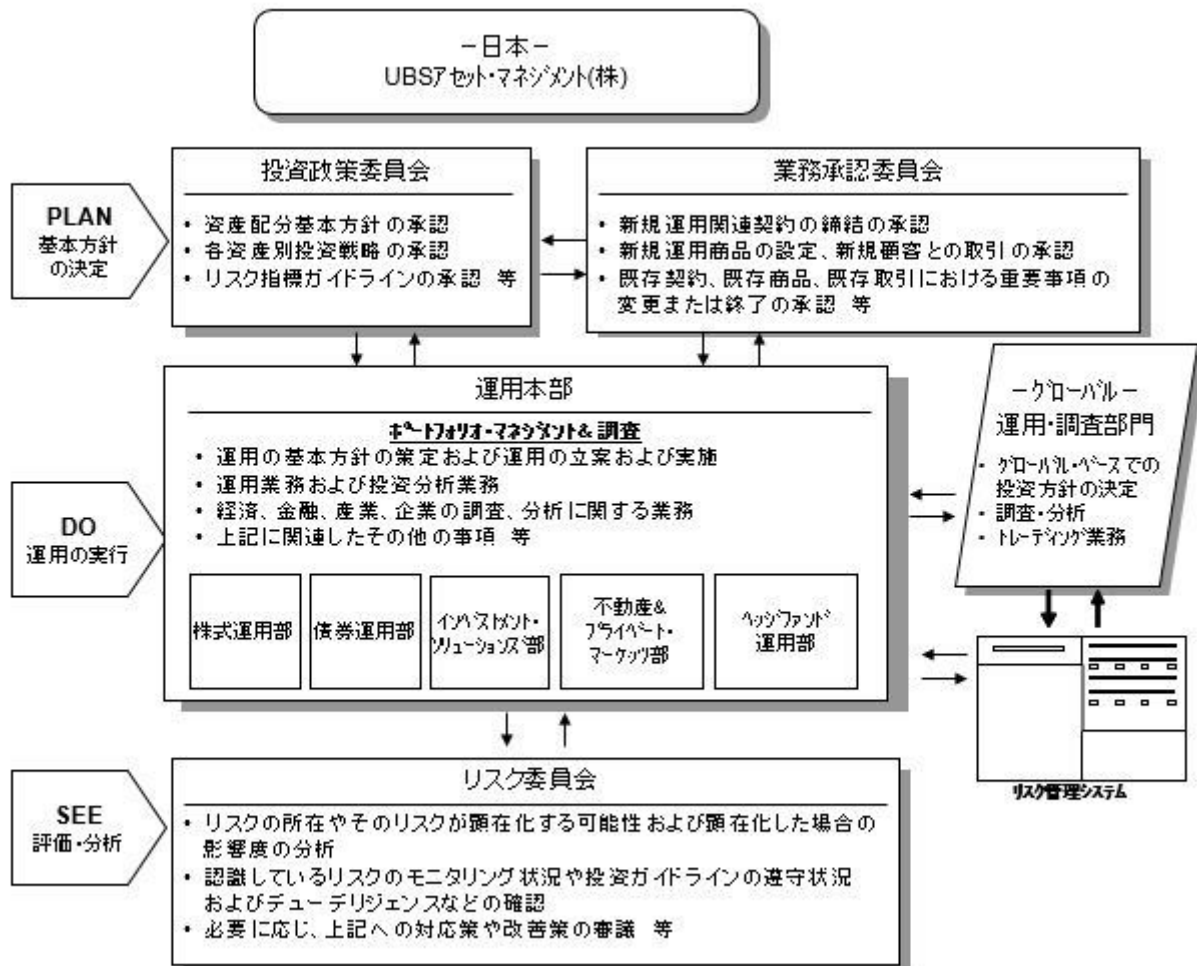 －日本－
UBSｱｾｯﾄ・ﾏﾈｼﾞﾒﾝﾄ(株)
PLAN
基本方針
の決定
投資政策委員会
• 資産配分基本方針の承認
• 各資産別投資戦略の承認
• リスク指標ガイドラインの承認 等
業務承認委員会
• 新規運用関連契約の締結の承認
• 新規運用商品の設定、新規顧客との取引の承認
• 既存契約、既存商品、既存取引における重要事項の
変更または終了の承認 等
DO
運用の実行
運用本部
ﾎﾟｰﾄﾌｫﾘｵ・ﾏﾈｼﾞﾒﾝﾄ&調査
• 運用の基本方針の策定および運用の立案および実施
• 運用業務および投資分析業務
• 経済、金融、産業、企業の調査、分析に関する業務
• 上記に関連したその他の事項 等
株式運用部
債券運用部
ｲﾝﾍﾞｽﾄﾒﾝﾄ・
ｿﾘｭｰｼｮﾝｽﾞ部
不動産&
ﾌﾟﾗｲﾍﾞｰﾄ・
ﾏｰｹｯﾂ部
ﾍｯｼﾞﾌｧﾝﾄﾞ
運用部
－ｸﾞﾛｰﾊﾞﾙ－
運用・調査部門
• ｸﾞﾛｰﾊﾞﾙ・ﾍﾞｰｽでの
投資方針の決定
• 調査・分析
• ﾄﾚｰﾃﾞｨﾝｸﾞ業務
ﾘｽｸ管理システム
SEE
評価・分析
リスク委員会
• リスクの所在やそのリスクが顕在化する可能性および顕在化した場合の
影響度の分析
• 認識しているリスクのモニタリング状況や投資ガイドラインの遵守状況
およびデューデリジェンスなどの確認
• 必要に応じ、上記への対応策や改善策の審議 等